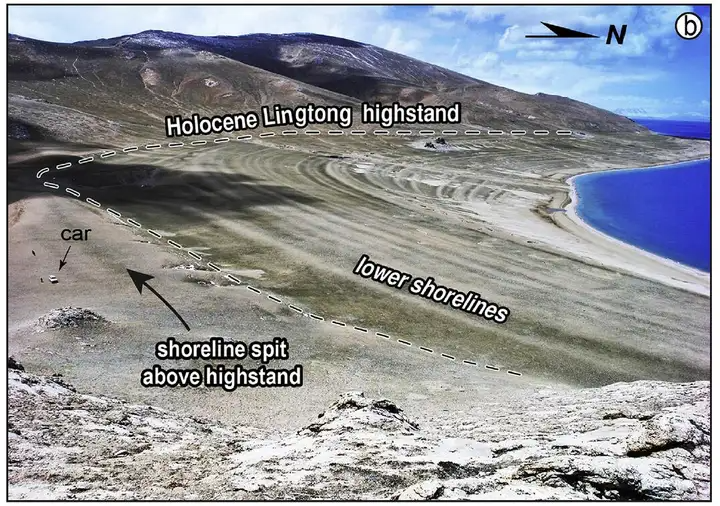 b
N
Holocene Lingtong highstand
car
lower shorelines
shoreline spit
above highstand